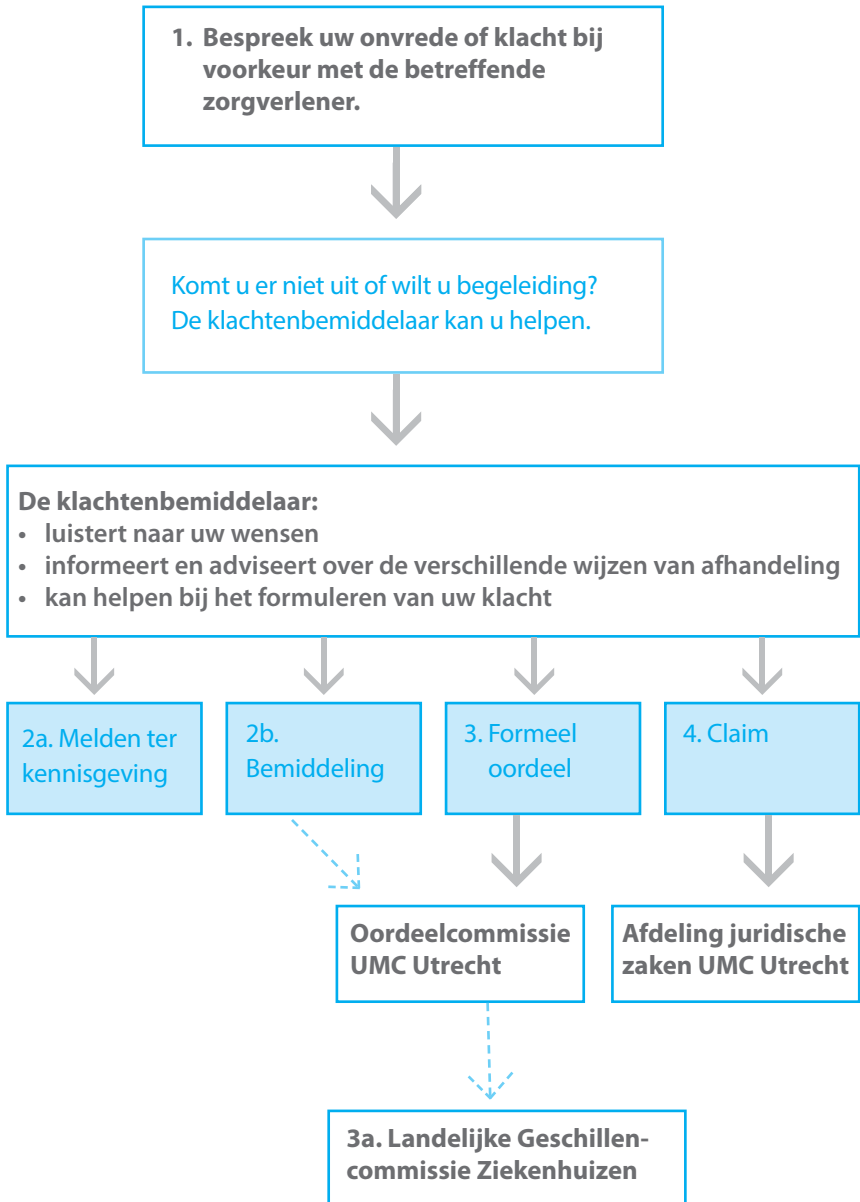 1. Bespreek uw onvrede of klacht bij
voorkeur met de betreffende
zorgverlener.
Komt u er niet uit of wilt u begeleiding?
De klachtenbemiddelaar kan u helpen.
De klachtenbemiddelaar:
• luistert naar uw wensen
• informeert en adviseert over de verschillende wijzen van afhandeling
• kan helpen bij het formuleren van uw klacht
2a. Melden ter
kennisgeving
2b.
Bemiddeling
3. Formeel
oordeel
4. Claim
Oordeelcommissie
UMC Utrecht
Afdeling juridische
zaken UMC Utrecht
3a. Landelijke Geschillen-
commissie Ziekenhuizen